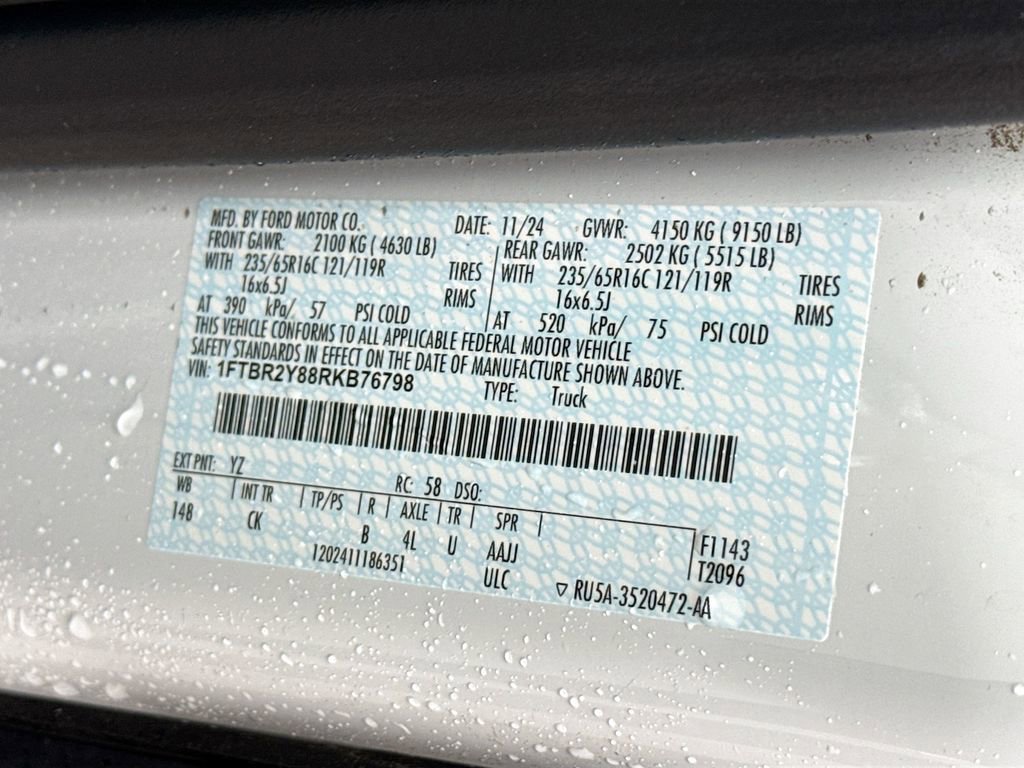 MFD. BY FORD MOTOR CO. DATE: 11/24 GVWR: 4150 KG ( 9150 LB)
FRONT GAWR: 2100 KG ( 4630 LB) REAR GAWR: 2502 KG ( 5515 LB)
WITH 235/65R16C 121/119R TIRES WITH 235/65R16C 121/119R TIRES
16x6.5J RIMS 16x6.5J RIMS
AT 390 kPa/ 57 PSI COLD AT 520 kPa/ 75 PSI COLD
THIS VEHICLE CONFORMS TO ALL APPLICABLE FEDERAL MOTOR VEHICLE
SAFETY STANDARDS IN EFFECT ON THE DATE OF MANUFACTURE SHOWN ABOVE.
VIN: 1FTBR2Y88RKB76798 TYPE: Truck
EXT PNT: YZ RC: 58 DSO:
WB INT TR TP/PS R AXLE TR SPR
148 CK B 4L U AAJJ F1143
1202411186351 ULC T2096
▽ RU5A-3520472-AA